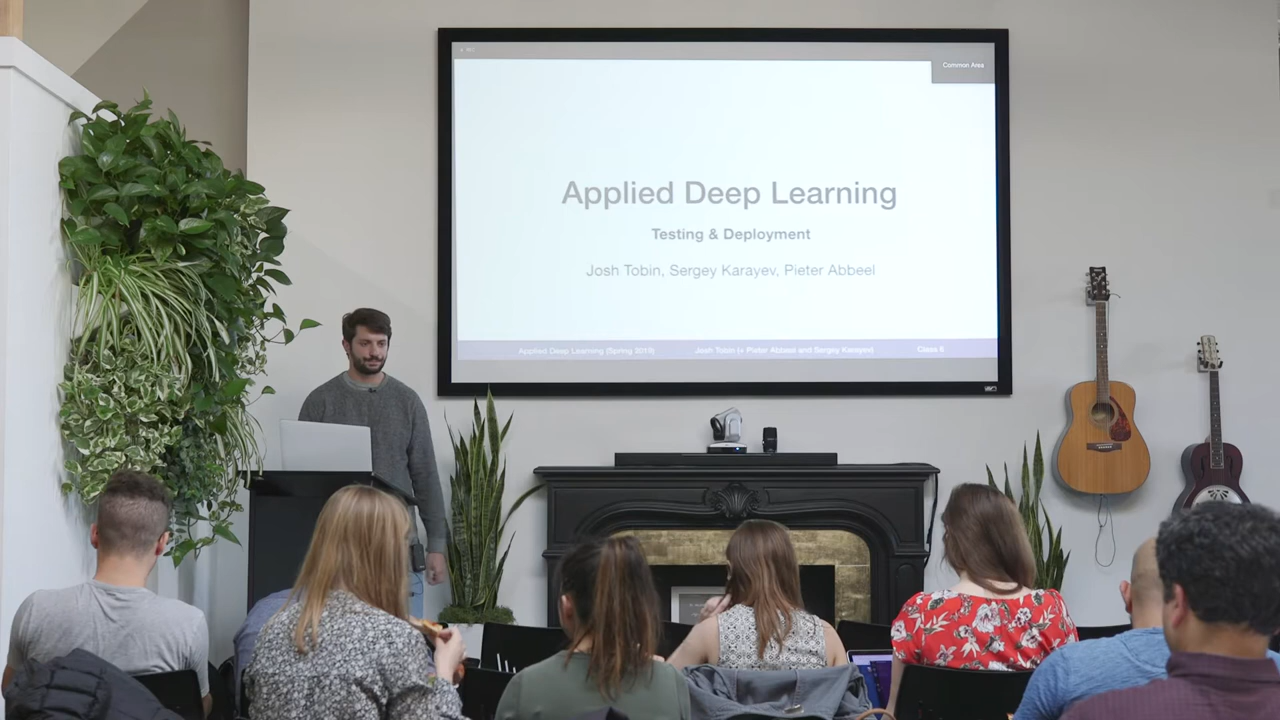 Common Area
Applied Deep Learning
Testing & Deployment
Josh Tobin, Sergey Karayev, Pieter Abbeel
Applied Deep Learning (Spring 2019) Josh Tobin (+ Pieter Abbeel and Sergey Karayev) Class 6